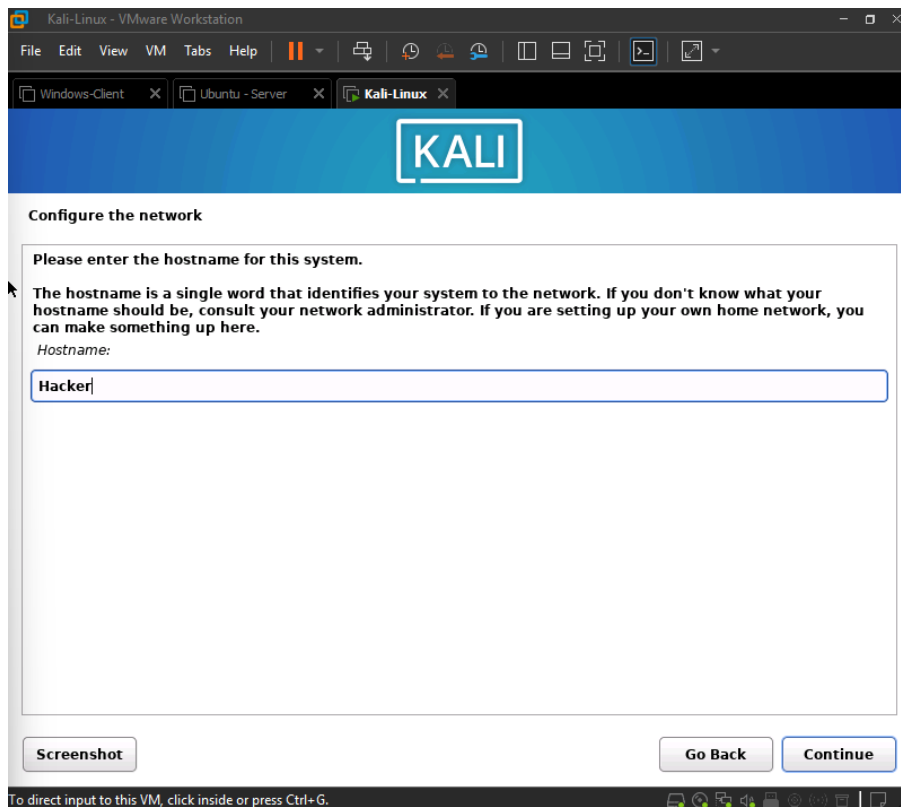 Kali-Linux - VMware Workstation
File Edit View VM Tabs Help
Windows-Client Ubuntu - Server Kali-Linux
KALI
Configure the network
Please enter the hostname for this system.
The hostname is a single word that identifies your system to the network. If you don't know what your
hostname should be, consult your network administrator. If you are setting up your own home network, you
can make something up here.
Hostname:
Hacker
Screenshot Go Back Continue
To direct input to this VM, click inside or press Ctrl+G.